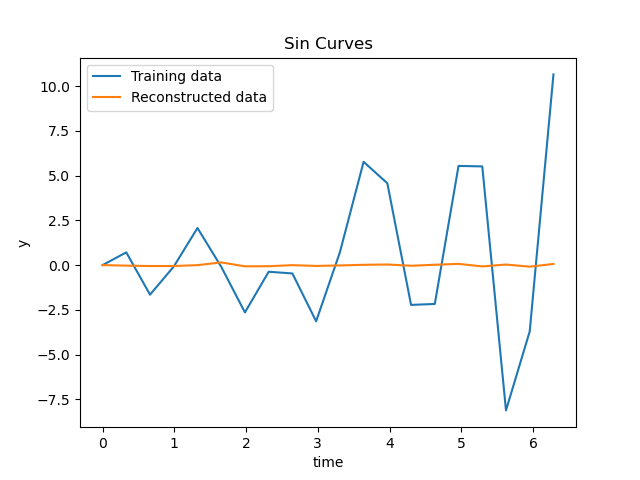 Sin Curves
Training data
Reconstructed data
10.0
7.5
5.0
2.5
0.0
−2.5
−5.0
−7.5
y
0 1 2 3 4 5 6
time